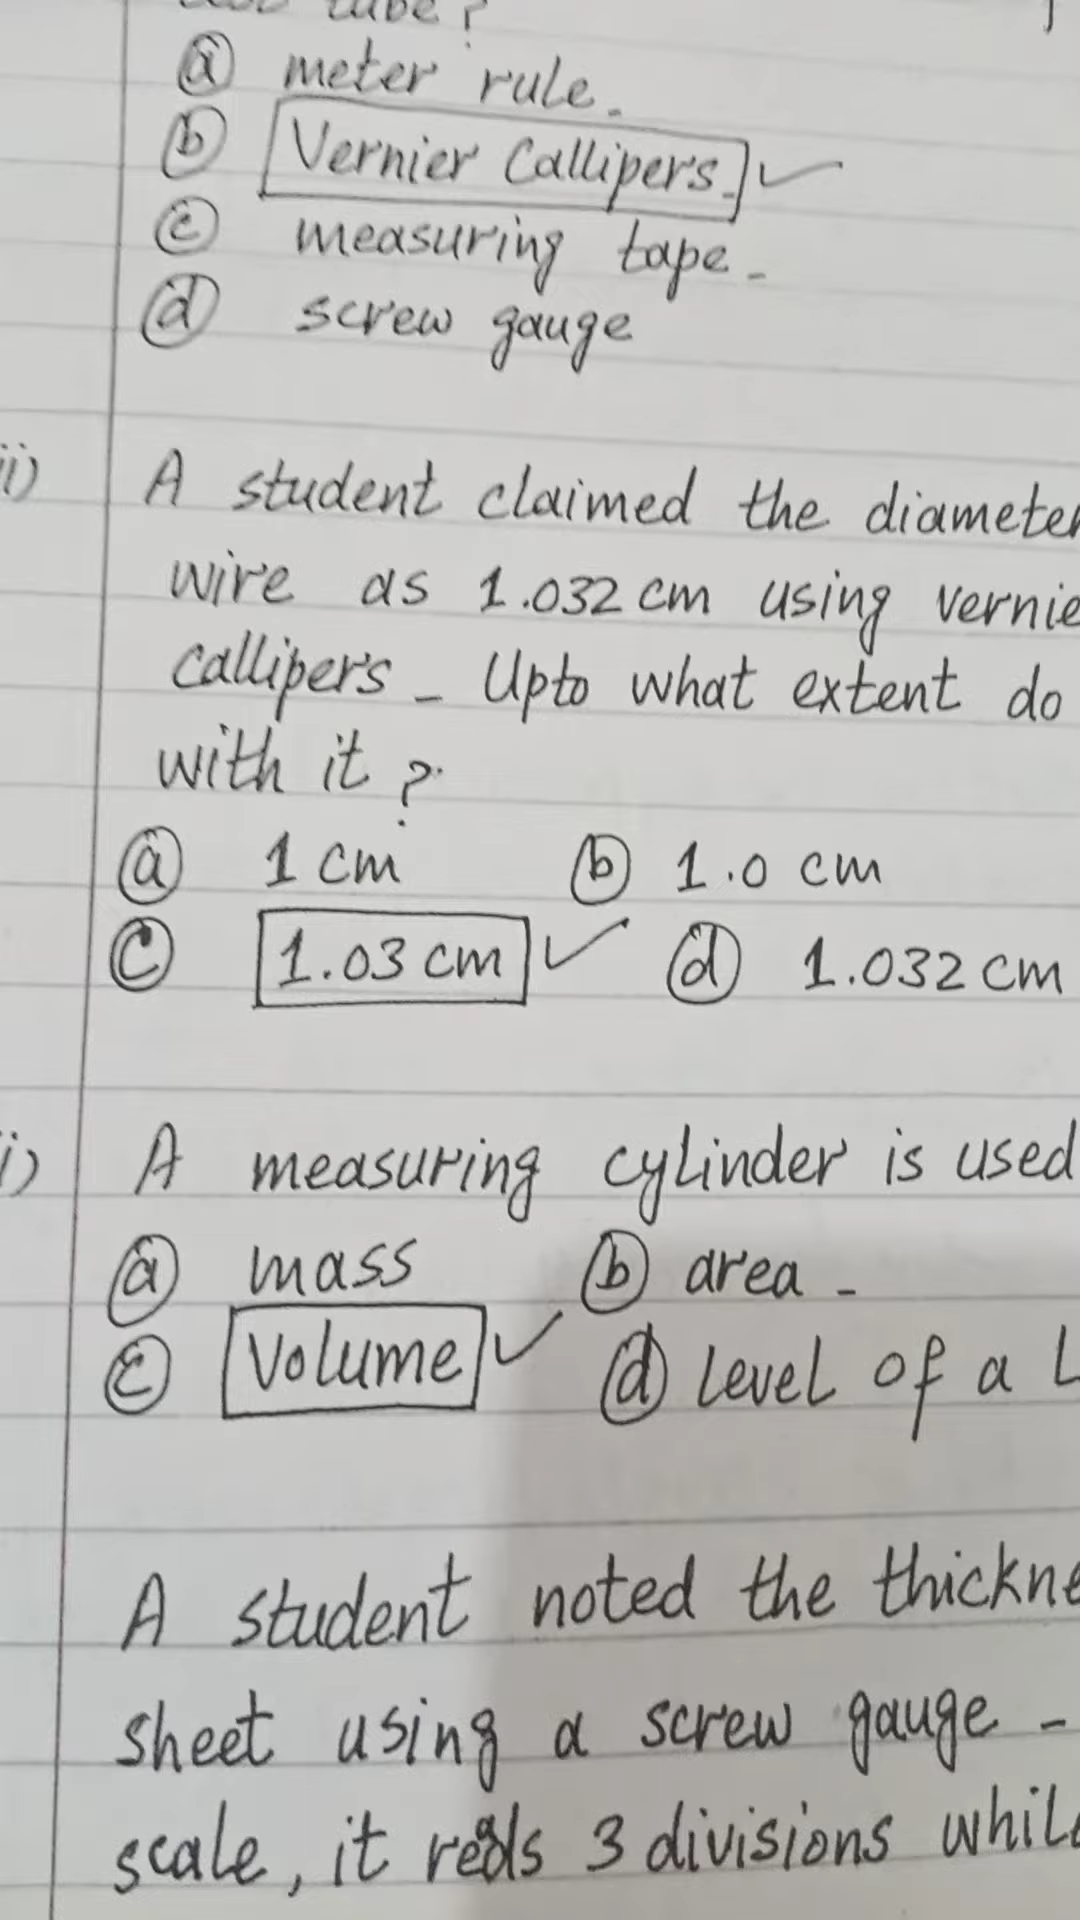 tube?
(a) meter rule.
(b) Vernier Callipers.
(c) measuring tape.
(d) screw gauge
ii) A student claimed the diameter
wire as 1.032 cm using vernie
callipers - Upto what extent do
with it?
(a) 1 cm (b) 1.0 cm
(c) 1.03 cm (d) 1.032 cm
i) A measuring cylinder is used
(a) mass (b) area -
(c) Volume (d) level of a L
A student noted the thickne
sheet using a screw gauge -
scale, it reads 3 divisions while